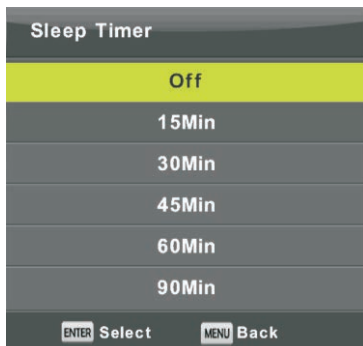 Sleep Timer
Off
15Min
30Min
45Min
60Min
90Min
ENTER Select MENU Back